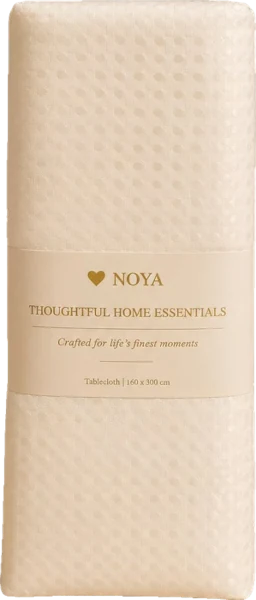 NOYA
THOUGHTFUL HOME ESSENTIALS
Crafted for life's finest moments
Tablecloth | 160 x 300 cm